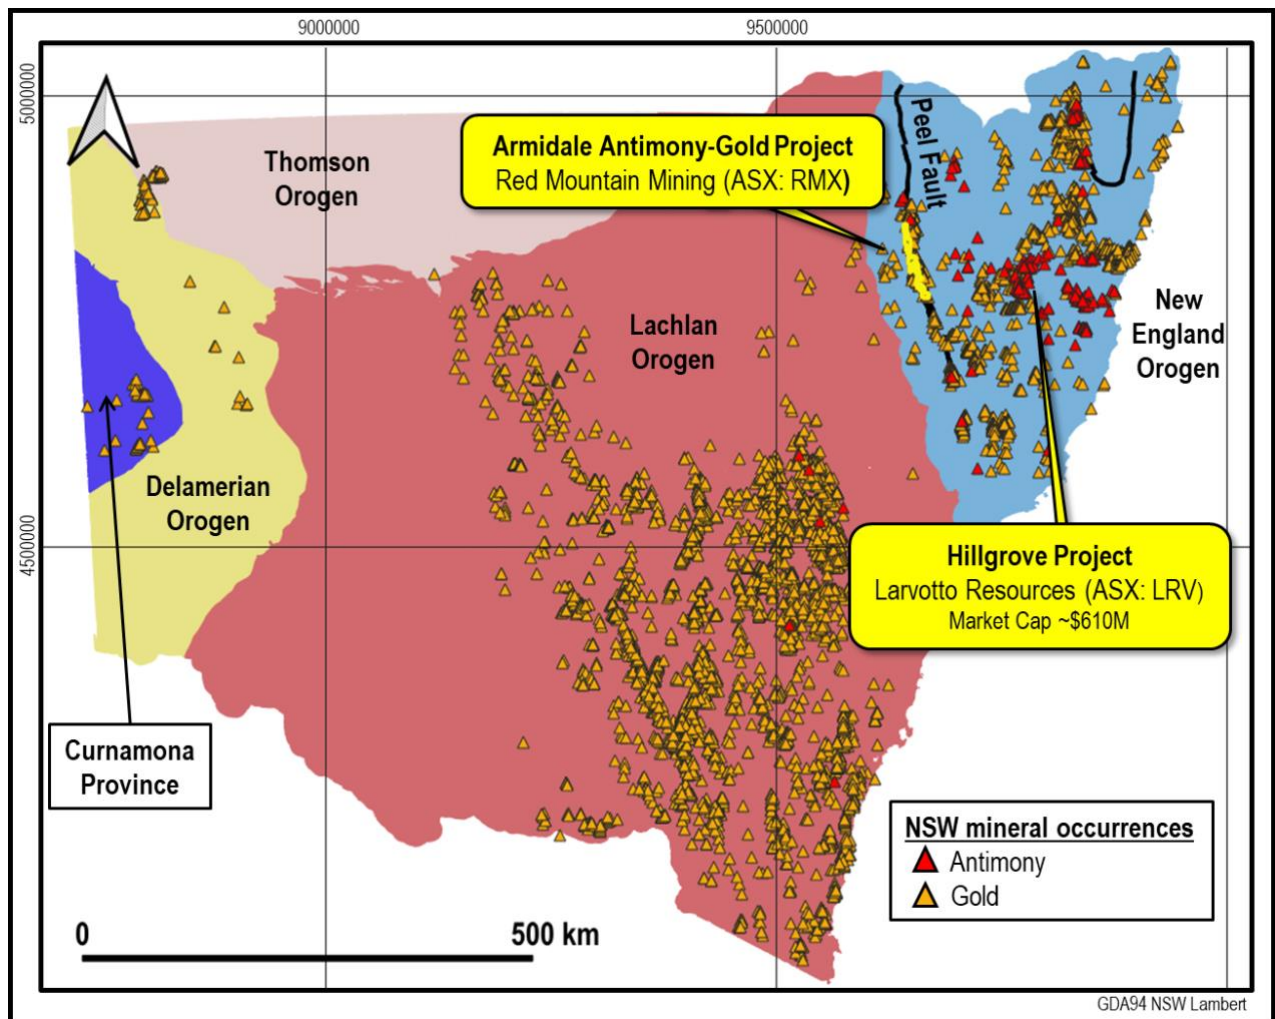 9000000
9500000
5000000
4500000
Thomson
Orogen
Armidale Antimony-Gold Project
Red Mountain Mining (ASX: RMX)
Peel Fault
Lachlan
Orogen
New
England
Orogen
Delamerian
Orogen
Hillgrove Project
Larvotto Resources (ASX: LRV)
Market Cap ~$610M
Curnamona
Province
NSW mineral occurrences
Antimony
Gold
0
500 km
GDA94 NSW Lambert